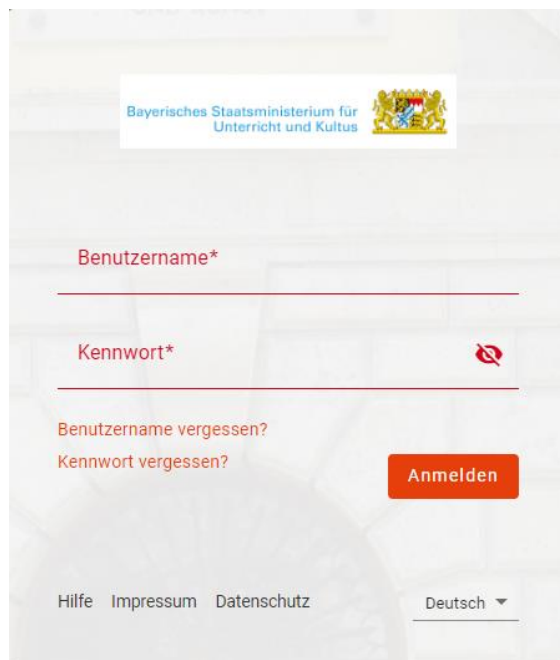 Bayerisches Staatsministerium für
Unterricht und Kultus
Benutzername*
Kennwort*
Benutzername vergessen?
Kennwort vergessen?
Anmelden
Hilfe Impressum Datenschutz
Deutsch